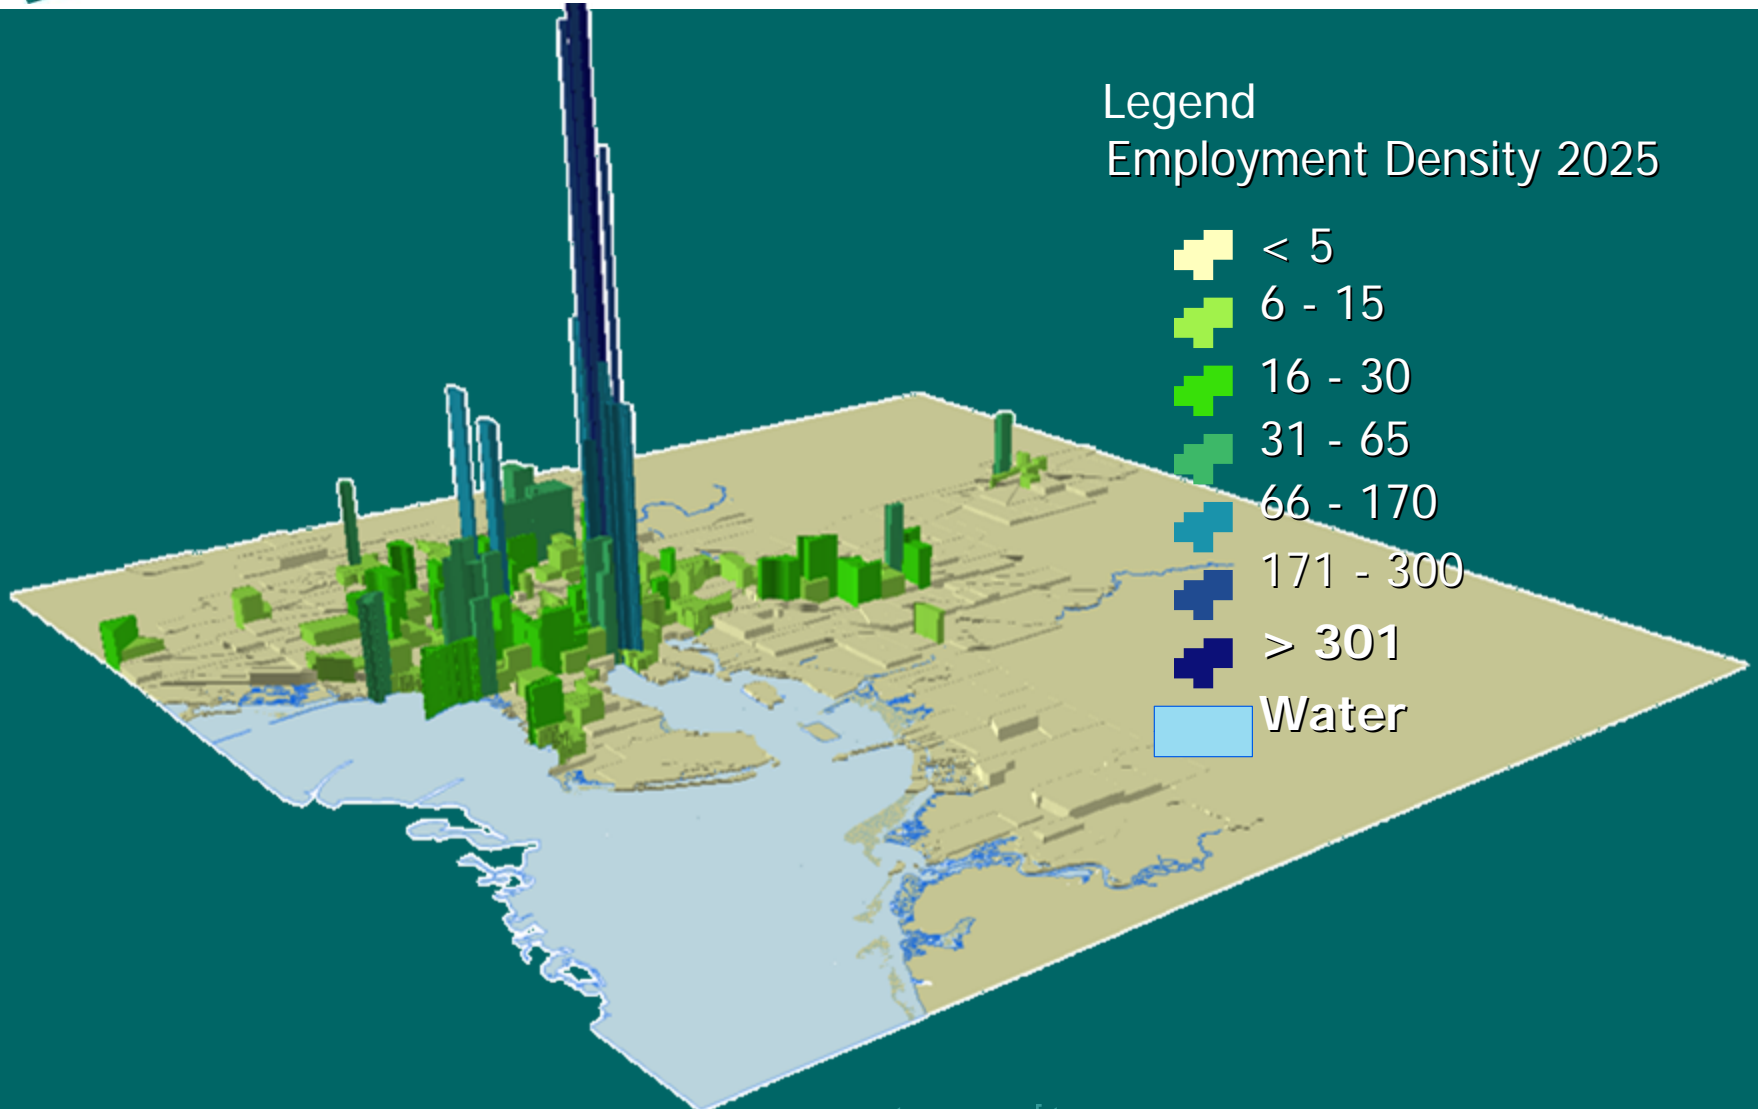 Legend
Employment Density 2025
< 5
6 - 15
16 - 30
31 - 65
66 - 170
171 - 300
> 301
Water